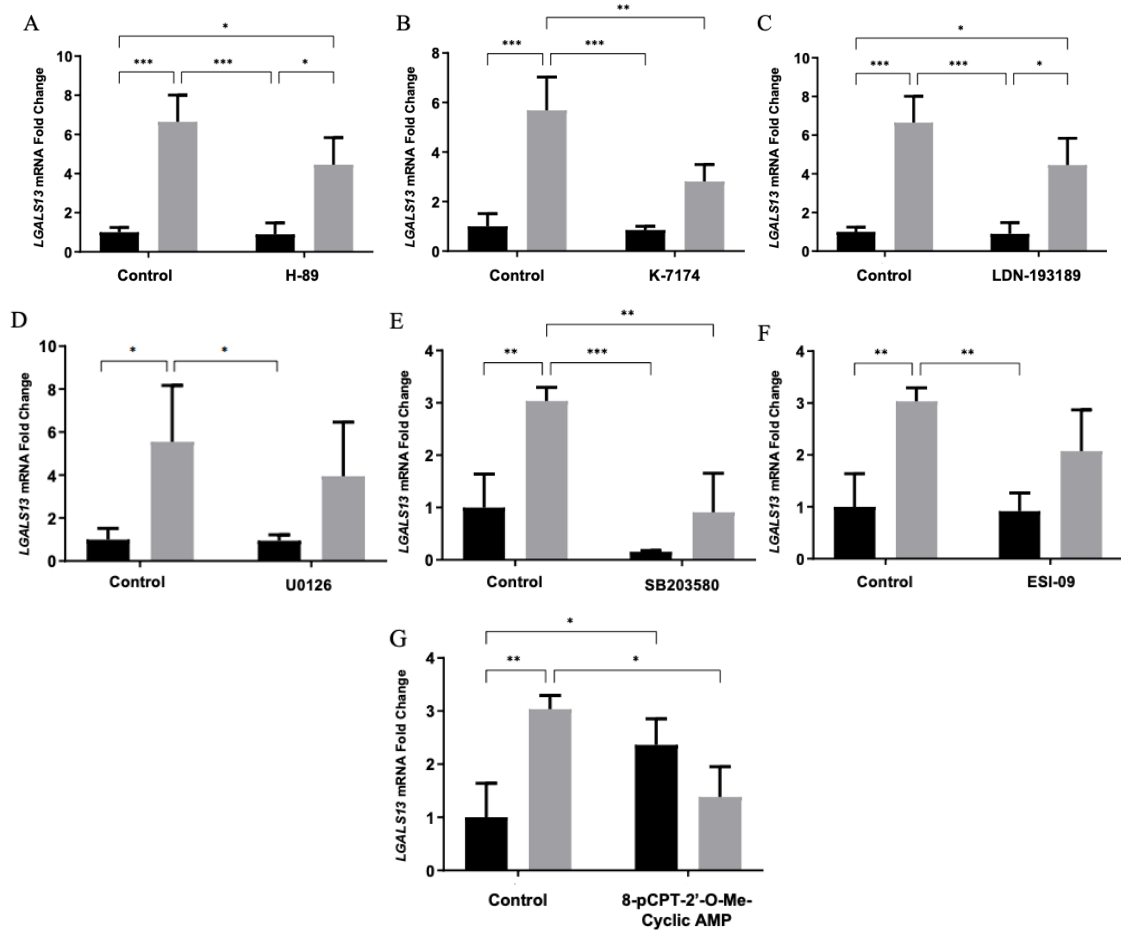 A
*
***
***
*
LGALS13 mRNA Fold Change
10
8
6
4
2
0
Control
H-89
B
**
***
***
LGALS13 mRNA Fold Change
8
6
4
2
0
Control
K-7174
C
*
***
***
*
LGALS13 mRNA Fold Change
10
8
6
4
2
0
Control
LDN-193189
D
*
*
LGALS13 mRNA Fold Change
10
8
6
4
2
0
Control
U0126
E
**
**
***
LGALS13 mRNA Fold Change
4
3
2
1
0
Control
SB203580
F
**
**
LGALS13 mRNA Fold Change
4
3
2
1
0
Control
ESI-09
G
*
**
*
LGALS13 mRNA Fold Change
4
3
2
1
0
Control
8-pCPT-2'-O-Me-
Cyclic AMP